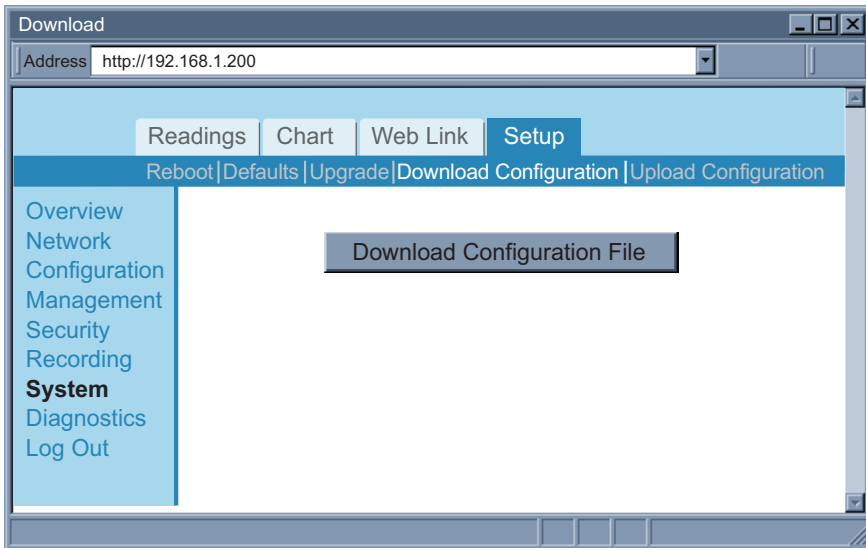 Download
Address http://192.168.1.200
Readings Chart Web Link Setup
Reboot|Defaults|Upgrade|Download Configuration|Upload Configuration
Overview
Network
Configuration
Management
Security
Recording
System
Diagnostics
Log Out
Download Configuration File